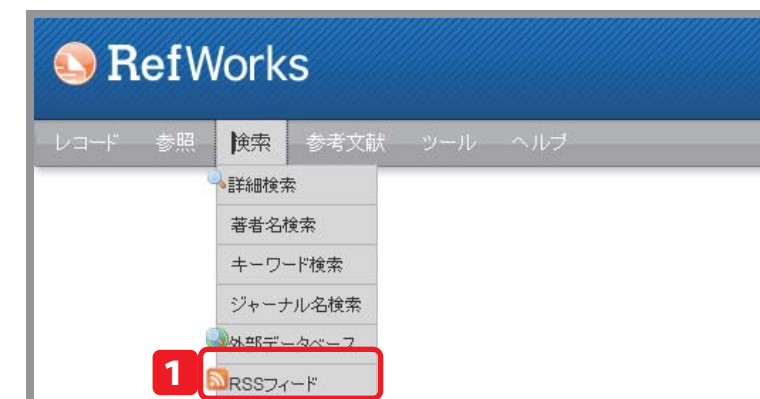 RefWorks
レコード 参照 検索 参考文献 ツール ヘルプ
詳細検索
著者名検索
キーワード検索
ジャーナル名検索
外部データベース
1 RSSフィード